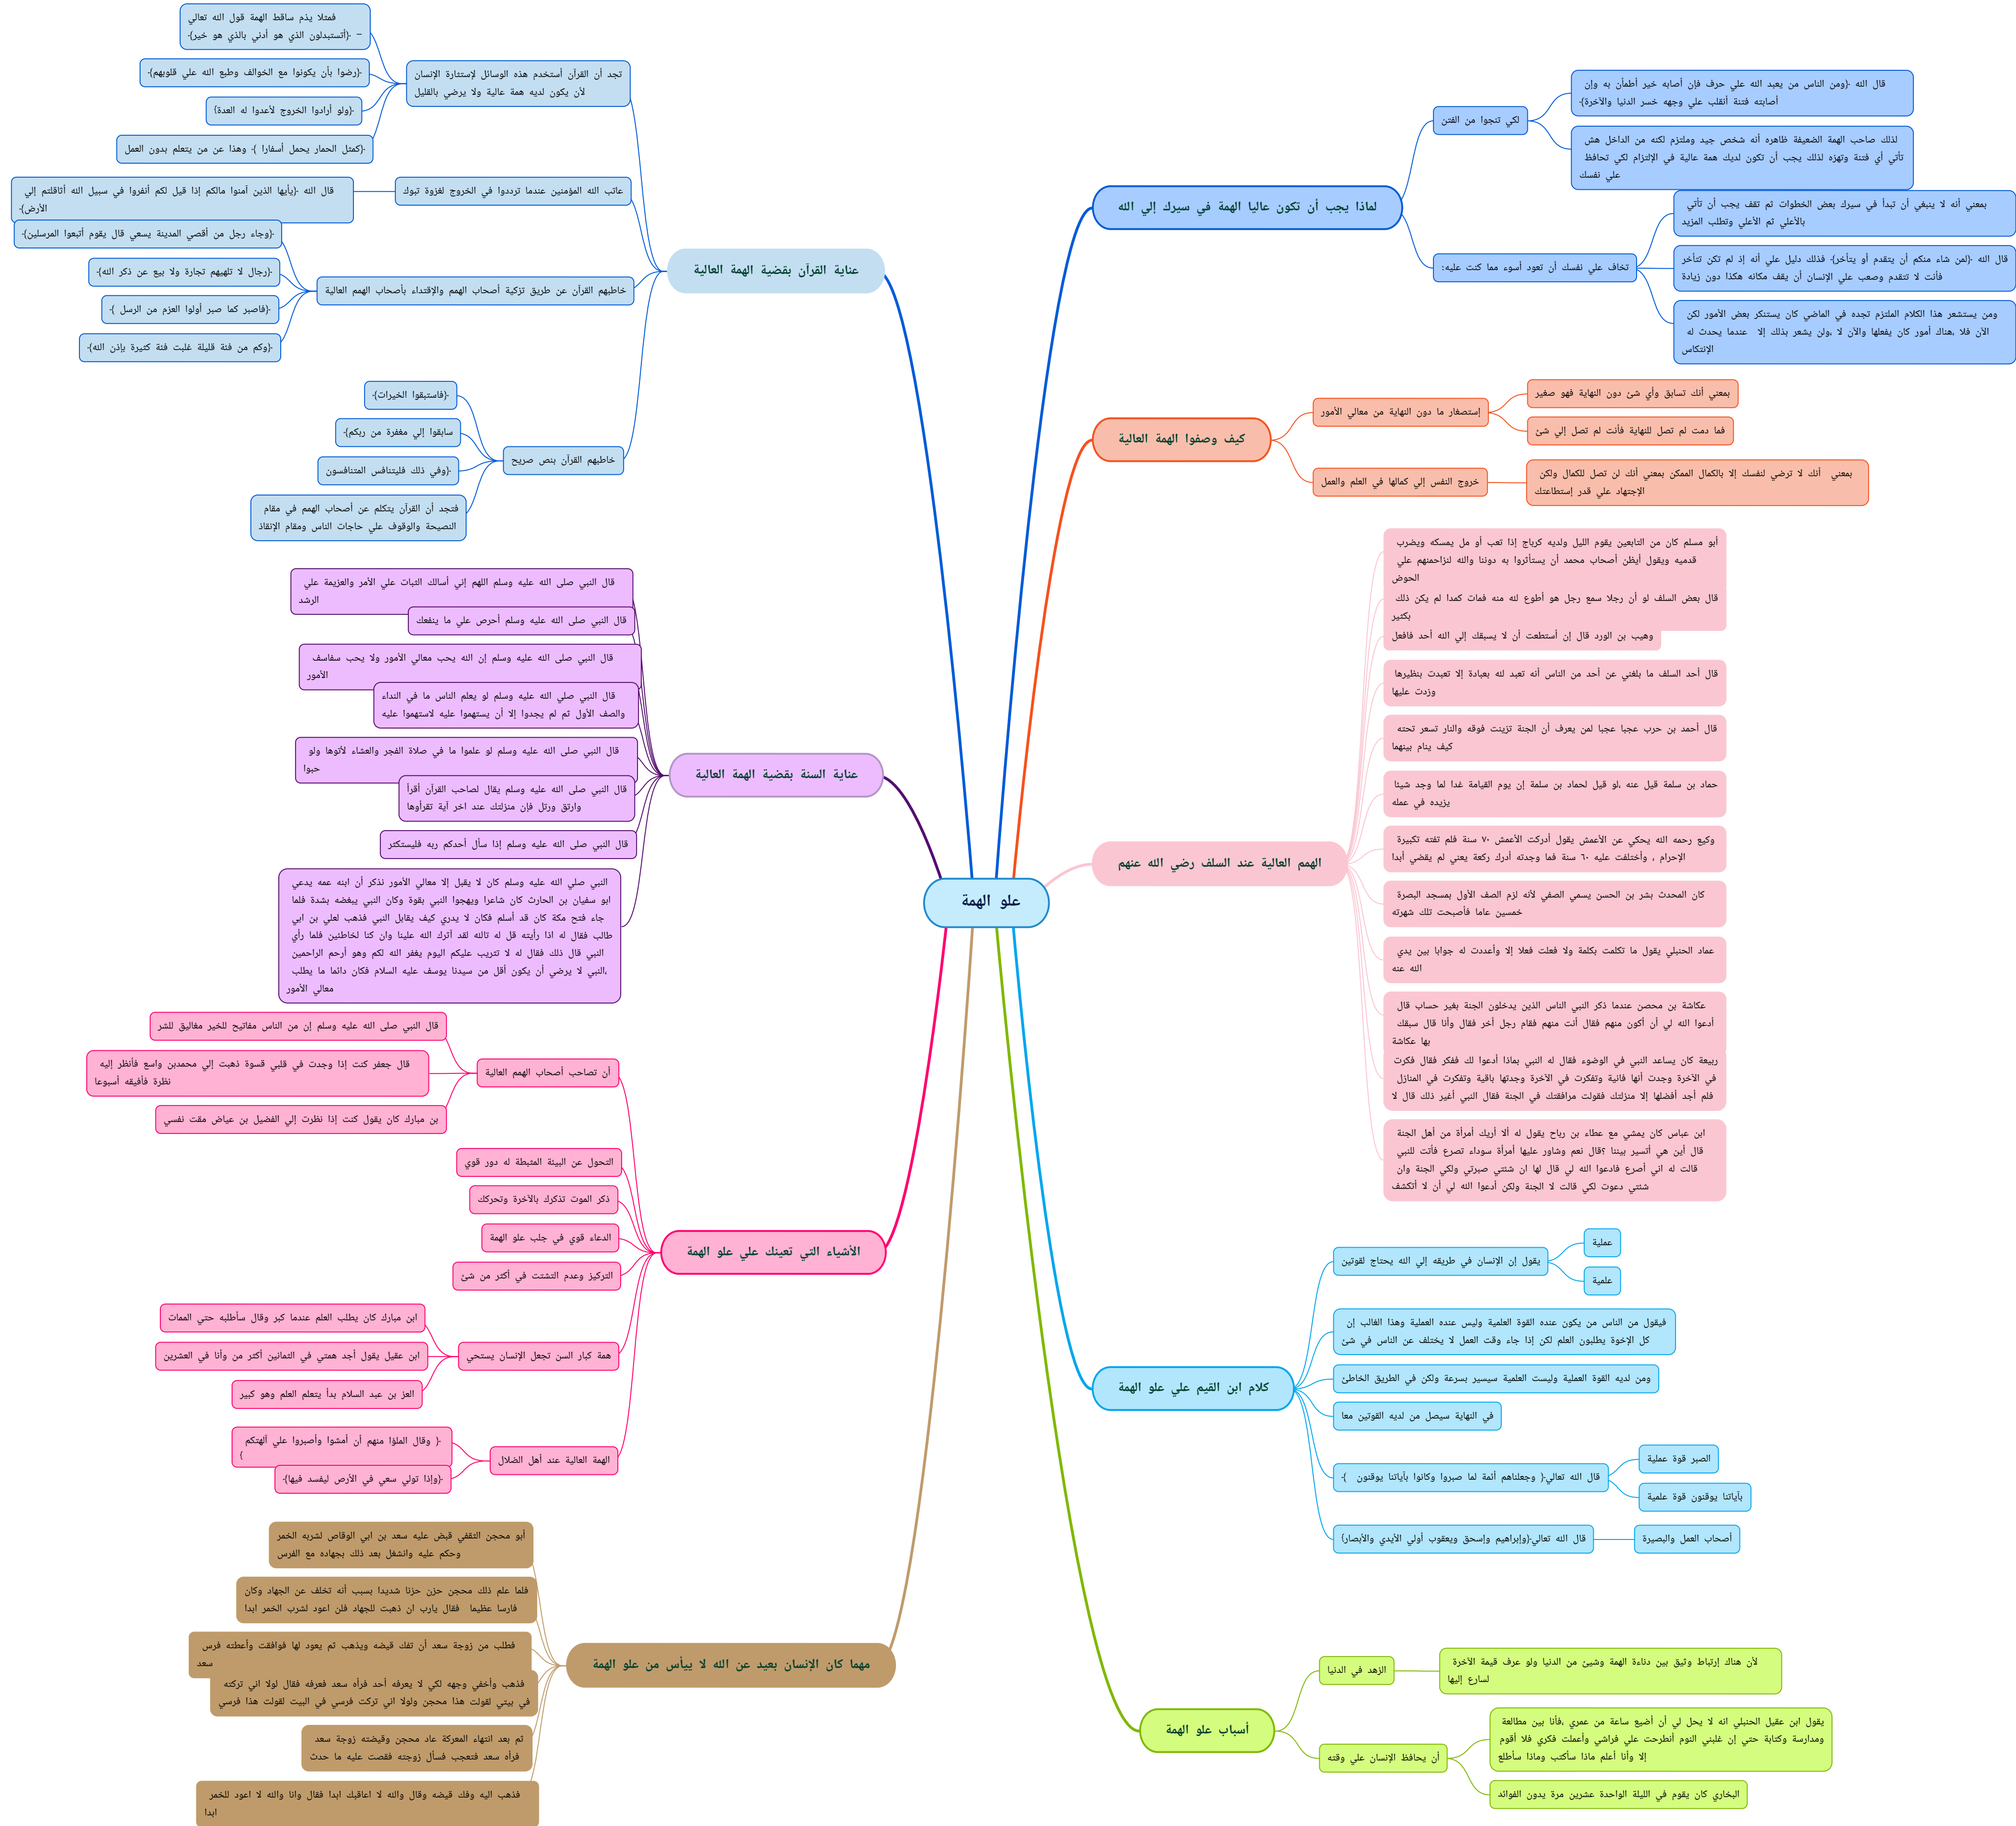 علو الهمة
لماذا يجب أن تكون عاليا الهمة في سيرك إلي الله
لكي تنجوا من الفتن
قال الله -{ومن الناس من يعبد الله علي حرف فإن أصابه خير أطمأن به وإن
أصابته فتنة أنقلب علي وجهه خسر الدنيا والآخرة}-
لذلك صاحب الهمة الضعيفة ظاهره أنه شخص جيد وملتزم لكنه من الداخل هش
تأتي أي فتنة وتهزه لذلك يجب أن تكون لديك همة عالية في الإلتزام لكي تحافظ
علي نفسك
تخاف علي نفسك أن تعود أسوء مما كنت عليه:
بمعني أنه لا ينبغي أن تبدأ في سيرك بعض الخطوات ثم تقف يجب أن تأتي
بالأعلي ثم الأعلي وتطلب المزيد
قال الله -{لمن شاء منكم أن يتقدم أو يتأخر}- فذلك دليل علي أنه إذ لم تكن تتأخر
فأنت لا تتقدم وصعب علي الإنسان أن يقف مكانه هكذا دون زيادة
ومن يستشعر هذا الكلام الملتزم تجده في الماضي كان يستنكر بعض الأمور لكن
الآن فلا ،هناك أمور كان يفعلها والآن لا ،ولن يشعر بذلك إلا عندما يحدث له
الإنتكاس
كيف وصفوا الهمة العالية
إستصغار ما دون النهاية من معالي الأمور
بمعني أنك تسابق وأي شئ دون النهاية فهو صغير
فما دمت لم تصل للنهاية فأنت لم تصل إلي شئ
خروج النفس إلي كمالها في العلم والعمل
بمعني أنك لا ترضي لنفسك إلا بالكمال الممكن بمعني أنك لن تصل للكمال ولكن
الإجتهاد علي قدر إستطاعتك
الهمم العالية عند السلف رضي الله عنهم
أبو مسلم كان من التابعين يقوم الليل ولديه كرباج إذا تعب أو مل يمسكه ويضرب
قدميه ويقول أيظن أصحاب محمد أن يستأثروا به دوننا والله لنزاحمنهم علي
الحوض
قال بعض السلف لو أن رجلا سمع رجل هو أطوع لله منه فمات كمدا لم يكن ذلك
بكثير
وهيب بن الورد قال إن أستطعت أن لا يسبقك إلي الله أحد فافعل
قال أحد السلف ما بلغني عن أحد من الناس أنه تعبد لله بعبادة إلا تعبدت بنظيرها
وزدت عليها
قال أحمد بن حرب عجبا عجبا لمن يعرف أن الجنة تزينت فوقه والنار تسعر تحته
كيف ينام بينهما
حماد بن سلمة قيل عنه ،لو قيل لحماد بن سلمة إن يوم القيامة غدا لما وجد شيئا
يزيده في عمله
وكيع رحمه الله يحكي عن الأعمش يقول أدركت الأعمش ٧٠ سنة فلم تفته تكبيرة
الإحرام ، وأختلفت عليه ٦٠ سنة فما وجدته أدرك ركعة يعني لم يقضي أبدا
كان المحدث بشر بن الحسن يسمي الصفي لأنه لزم الصف الأول بمسجد البصرة
خمسين عاما فأصبحت تلك شهرته
عماد الحنبلي يقول ما تكلمت بكلمة ولا فعلت فعلا إلا وأعددت له جوابا بين يدي
الله عنه
عكاشة بن محصن عندما ذكر النبي الناس الذين يدخلون الجنة بغير حساب قال
أدعوا الله لي أن أكون منهم فقال أنت منهم فقام رجل أخر فقال وأنا قال سبقك
بها عكاشة
ربيعة كان يساعد النبي في الوضوء فقال له النبي بماذا أدعوا لك ففكر فقال فكرت
في الآخرة وجدت أنها فانية وتفكرت في الآخرة وجدتها باقية وتفكرت في المنازل
فلم أجد أفضلها إلا منزلتك فقولت مرافقتك في الجنة فقال النبي أغير ذلك قال لا
ابن عباس كان يمشي مع عطاء بن رباح يقول له ألا أريك أمرأة من أهل الجنة
قال أين هي أتسير بيننا ؟قال نعم وشاور عليها أمرأة سوداء تصرع فأتت للنبي
قالت له اني أصرع فادعوا الله لي قال لها ان شئتي صبرتي ولكي الجنة وان
شئتي دعوت لكي قالت لا الجنة ولكن أدعوا الله لي أن لا أتكشف
كلام ابن القيم علي علو الهمة
يقول إن الإنسان في طريقه إلي الله يحتاج لقوتين
عملية
علمية
فيقول من الناس من يكون عنده القوة العلمية وليس عنده العملية وهذا الغالب إن
كل الإخوة يطلبون العلم لكن إذا جاء وقت العمل لا يختلف عن الناس في شئ
ومن لديه القوة العملية وليست العلمية سيسير بسرعة ولكن في الطريق الخاطئ
في النهاية سيصل من لديه القوتين معا
قال الله تعالي-{ وجعلناهم أئمة لما صبروا وكانوا بآياتنا يوقنون }-
الصبر قوة عملية
بآياتنا يوقنون قوة علمية
قال الله تعالي-{وإبراهيم وإسحق ويعقوب أولي الأيدي والأبصار}
أصحاب العمل والبصيرة
أسباب علو الهمة
الزهد في الدنيا
لأن هناك إرتباط وثيق بين دناءة الهمة وشيئ من الدنيا ولو عرف قيمة الآخرة
لسارع إليها
أن يحافظ الإنسان علي وقته
يقول ابن عقيل الحنبلي انه لا يحل لي أن أضيع ساعة من عمري ،فأنا بين مطالعة
ومدارسة وكتابة حتي إن غلبني النوم أنطرحت علي فراشي وأعملت فكري فلا أقوم
إلا وأنا أعلم ماذا سأكتب وماذا سأطلع
البخاري كان يقوم في الليلة الواحدة عشرين مرة يدون الفوائد
عناية القرآن بقضية الهمة العالية
تجد أن القرآن أستخدم هذه الوسائل لإستثارة الإنسان
لأن يكون لديه همة عالية ولا يرضي بالقليل
فمثلا يذم ساقط الهمة قول الله تعالي
– -{أتستبدلون الذي هو أدني بالذي هو خير}-
-{رضوا بأن يكونوا مع الخوالف وطبع الله علي قلوبهم}-
-{ولو أرادوا الخروج لأعدوا له العدة}
-{كمثل الحمار يحمل أسفارا }- وهذا عن من يتعلم بدون العمل
عاتب الله المؤمنين عندما ترددوا في الخروج لغزوة تبوك
قال الله -{يأيها الذين آمنوا مالكم إذا قيل لكم أنفروا في سبيل الله أثاقلتم إلي
الأرض}-
خاطبهم القرآن عن طريق تزكية أصحاب الهمم والإقتداء بأصحاب الهمم العالية
-{وجاء رجل من أقصي المدينة يسعي قال يقوم أتبعوا المرسلين}-
-{رجال لا تلهيهم تجارة ولا بيع عن ذكر الله}-
-{فاصبر كما صبر أولوا العزم من الرسل }-
-{وكم من فئة قليلة غلبت فئة كثيرة بإذن الله}-
خاطبهم القرآن بنص صريح
-{فاستبقوا الخيرات}-
سابقوا إلي مغفرة من ربكم}-
-{وفي ذلك فليتنافس المتنافسون
فتجد أن القرآن يتكلم عن أصحاب الهمم في مقام
النصيحة والوقوف علي حاجات الناس ومقام الإنقاذ
عناية السنة بقضية الهمة العالية
قال النبي صلى الله عليه وسلم اللهم إني أسالك الثبات علي الأمر والعزيمة علي
الرشد
قال النبي صلى الله عليه وسلم أحرص علي ما ينفعك
قال النبي صلى الله عليه وسلم إن الله يحب معالي الأمور ولا يحب سفاسف
الأمور
قال النبي صلي الله عليه وسلم لو يعلم الناس ما في النداء
والصف الأول ثم لم يجدوا إلا أن يستهموا عليه لاستهموا عليه
قال النبي صلى الله عليه وسلم لو علموا ما في صلاة الفجر والعشاء لأتوها ولو
حبوا
قال النبي صلى الله عليه وسلم يقال لصاحب القرآن أقرأ
وارتق ورتل فإن منزلتك عند اخر آية تقرأوها
قال النبي صلى الله عليه وسلم إذا سأل أحدكم ربه فليستكثر
النبي صلي الله عليه وسلم كان لا يقبل إلا معالي الأمور نذكر أن ابنه عمه يدعي
ابو سفيان بن الحارث كان شاعرا ويهجوا النبي بقوة وكان النبي يبغضه بشدة فلما
جاء فتح مكة كان قد أسلم فكان لا يدري كيف يقابل النبي فذهب لعلي بن ابي
طالب فقال له اذا رأيته قل له تالله لقد آثرك الله علينا وان كنا لخاطئين فلما رأي
النبي قال ذلك فقال له لا تثريب عليكم اليوم يغفر الله لكم وهو أرحم الراحمين
،النبي لا يرضي أن يكون أقل من سيدنا يوسف عليه السلام فكان دائما ما يطلب
معالي الأمور
الأشياء التي تعينك علي علو الهمة
أن تصاحب أصحاب الهمم العالية
قال النبي صلى الله عليه وسلم إن من الناس مفاتيح للخير مغاليق للشر
قال جعفر كنت إذا وجدت في قلبي قسوة ذهبت إلي محمدبن واسع فأنظر إليه
نظرة فأفيقه أسبوعا
بن مبارك كان يقول كنت إذا نظرت إلي الفضيل بن عياض مقت نفسي
التحول عن البيئة المثبطة له دور قوي
ذكر الموت تذكرك بالآخرة وتحركك
الدعاء قوي في جلب علو الهمة
التركيز وعدم التشتت في أكثر من شئ
همة كبار السن تجعل الإنسان يستحي
ابن مبارك كان يطلب العلم عندما كبر وقال سأطلبه حتي الممات
ابن عقيل يقول أجد همتي في الثمانين أكثر من وأنا في العشرين
العز بن عبد السلام بدأ يتعلم العلم وهو كبير
الهمة العالية عند أهل الضلال
-{ وقال الملؤا منهم أن أمشوا وأصبروا علي آلهتكم
}
-{وإذا تولي سعي في الأرض ليفسد فيها}-
مهما كان الإنسان بعيد عن الله لا ييأس من علو الهمة
أبو محجن الثقفي قبض عليه سعد بن ابي الوقاص لشربه الخمر
وحكم عليه وانشغل بعد ذلك بجهاده مع الفرس
فلما علم ذلك محجن حزن حزنا شديدا بسبب أنه تخلف عن الجهاد وكان
فارسا عظيما فقال يارب ان ذهبت للجهاد فلن اعود لشرب الخمر ابدا
فطلب من زوجة سعد أن تفك قيضه ويذهب ثم يعود لها فوافقت وأعطته فرس
سعد
فذهب وأخفي وجهه لكي لا يعرفه أحد فرأه سعد فعرفه فقال لولا اني تركته
في بيتي لقولت هذا محجن ولولا اني تركت فرسي في البيت لقولت هذا فرسي
ثم بعد انتهاء المعركة عاد محجن وقيضته زوجة سعد
فرأه سعد فتعجب فسأل زوجته فقصت عليه ما حدث
فذهب اليه وفك قيضه وقال والله لا اعاقبك ابدا فقال وانا والله لا اعود للخمر
ابدا